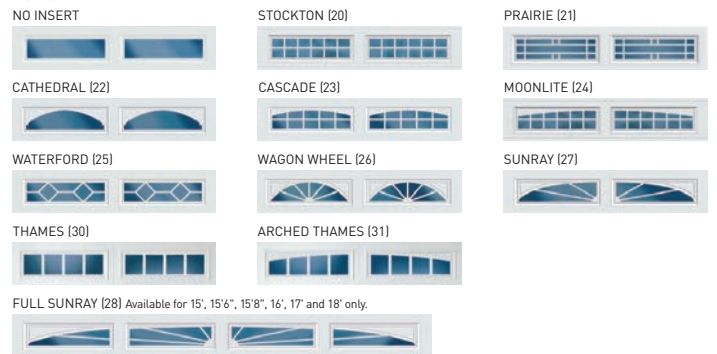 NO INSERT
STOCKTON (20)
PRAIRIE (21)
CATHEDRAL (22)
CASCADE (23)
MOONLITE (24)
WATERFORD (25)
WAGON WHEEL (26)
SUNRAY (27)
THAMES (30)
ARCHED THAMES (31)
FULL SUNRAY (28) Available for 15', 15'6", 15'8", 16', 17' and 18' only.